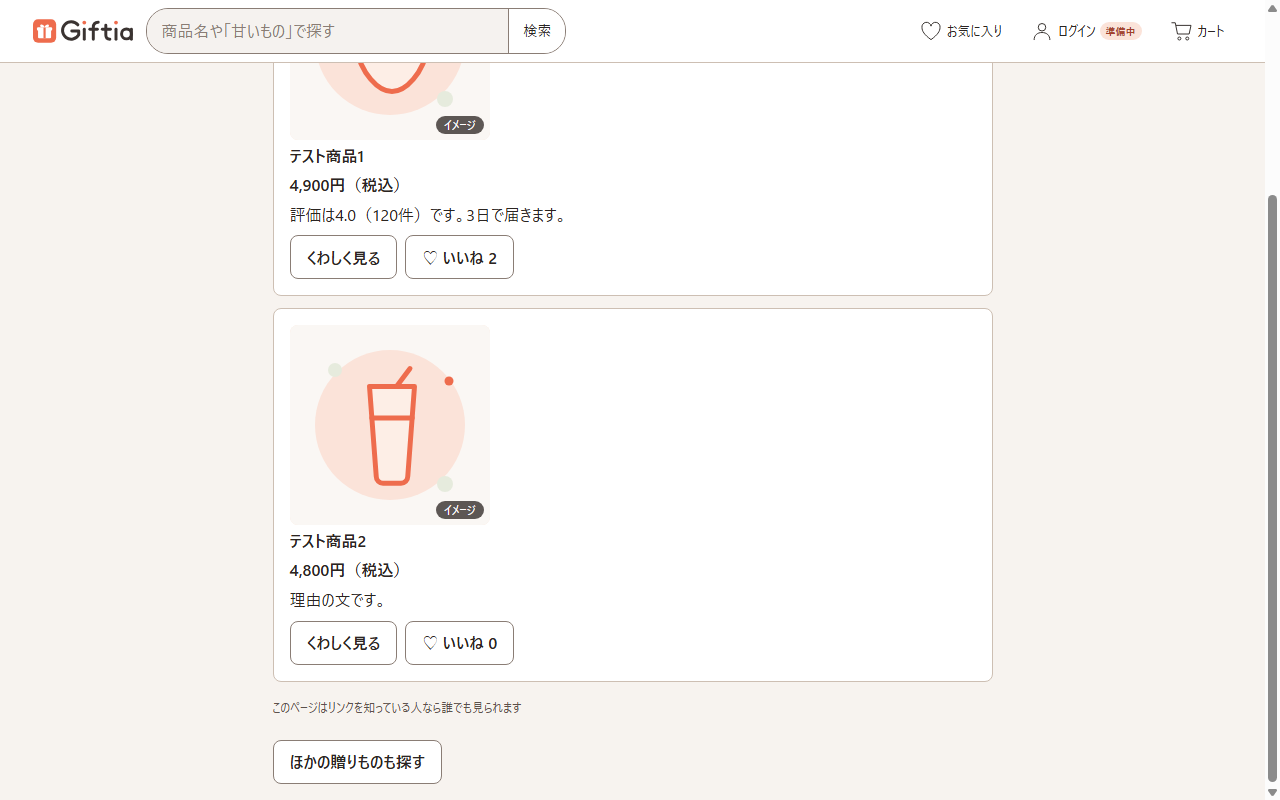 Giftia
商品名や「甘いもの」で探す
検索
お気に入り
ログイン 準備中
カート
イメージ
テスト商品1
4,900円（税込）
評価は4.0（120件）です。3日で届きます。
くわしく見る
♡ いいね 2
イメージ
テスト商品2
4,800円（税込）
理由の文です。
くわしく見る
♡ いいね 0
このページはリンクを知っている人なら誰でも見られます
ほかの贈りものも探す